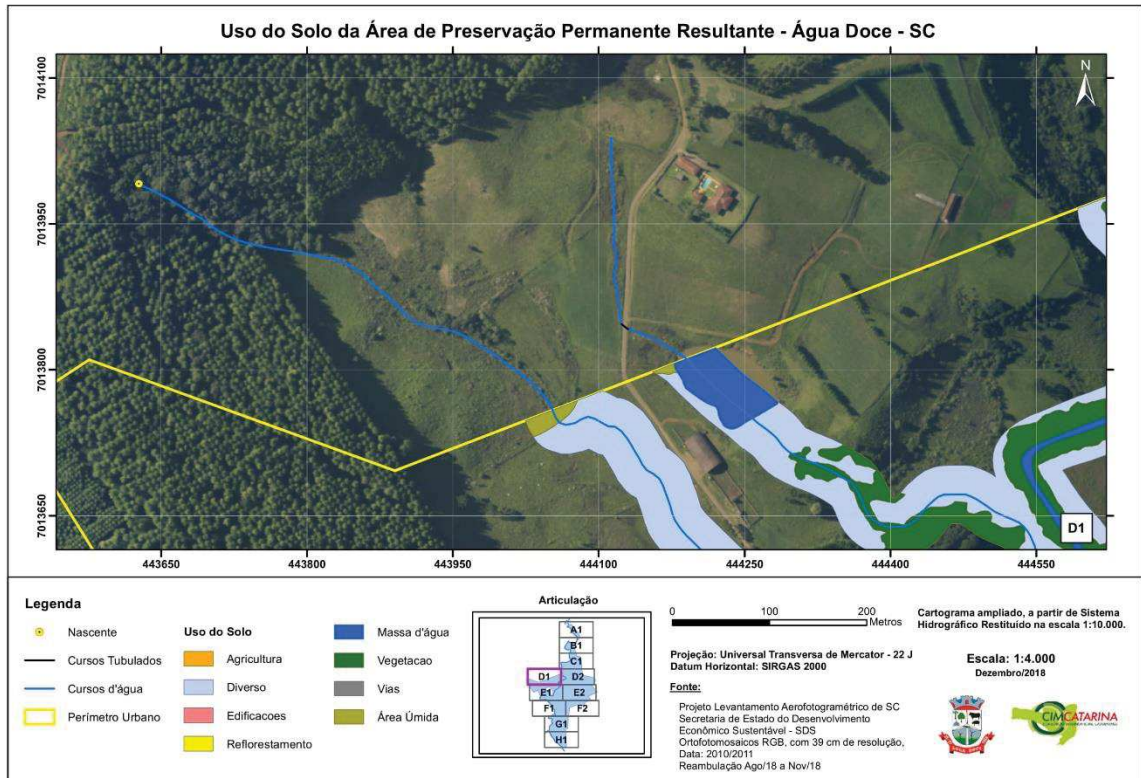 Uso do Solo da Área de Preservação Permanente Resultante - Água Doce - SC
N
7014100
7013950
7013800
7013650
D1
443650
443800
443950
444100
444250
444400
444550
Legenda
Nascente
Cursos Tubulados
Cursos d'água
Perímetro Urbano
Uso do Solo
Agricultura
Diverso
Edificacoes
Reflorestamento
Massa d'água
Vegetacao
Vias
Área Úmida
Articulação
A1
B1
C1
D1
D2
E1
E2
F1
F2
G1
H1
0
100
200
Metros
Projeção: Universal Transversa de Mercator - 22 J
Datum Horizontal: SIRGAS 2000
Fonte:
Projeto Levantamento Aerofotogramétrico de SC
Secretaria de Estado do Desenvolvimento
Econômico Sustentável - SDS
Ortofotomosaicos RGB, com 39 cm de resolução,
Data: 2010/2011
Reambulação Ago/18 a Nov/18
Cartograma ampliado, a partir de Sistema
Hidrográfico Restituído na escala 1:10.000.
Escala: 1:4.000
Dezembro/2018
CIMCATARINA